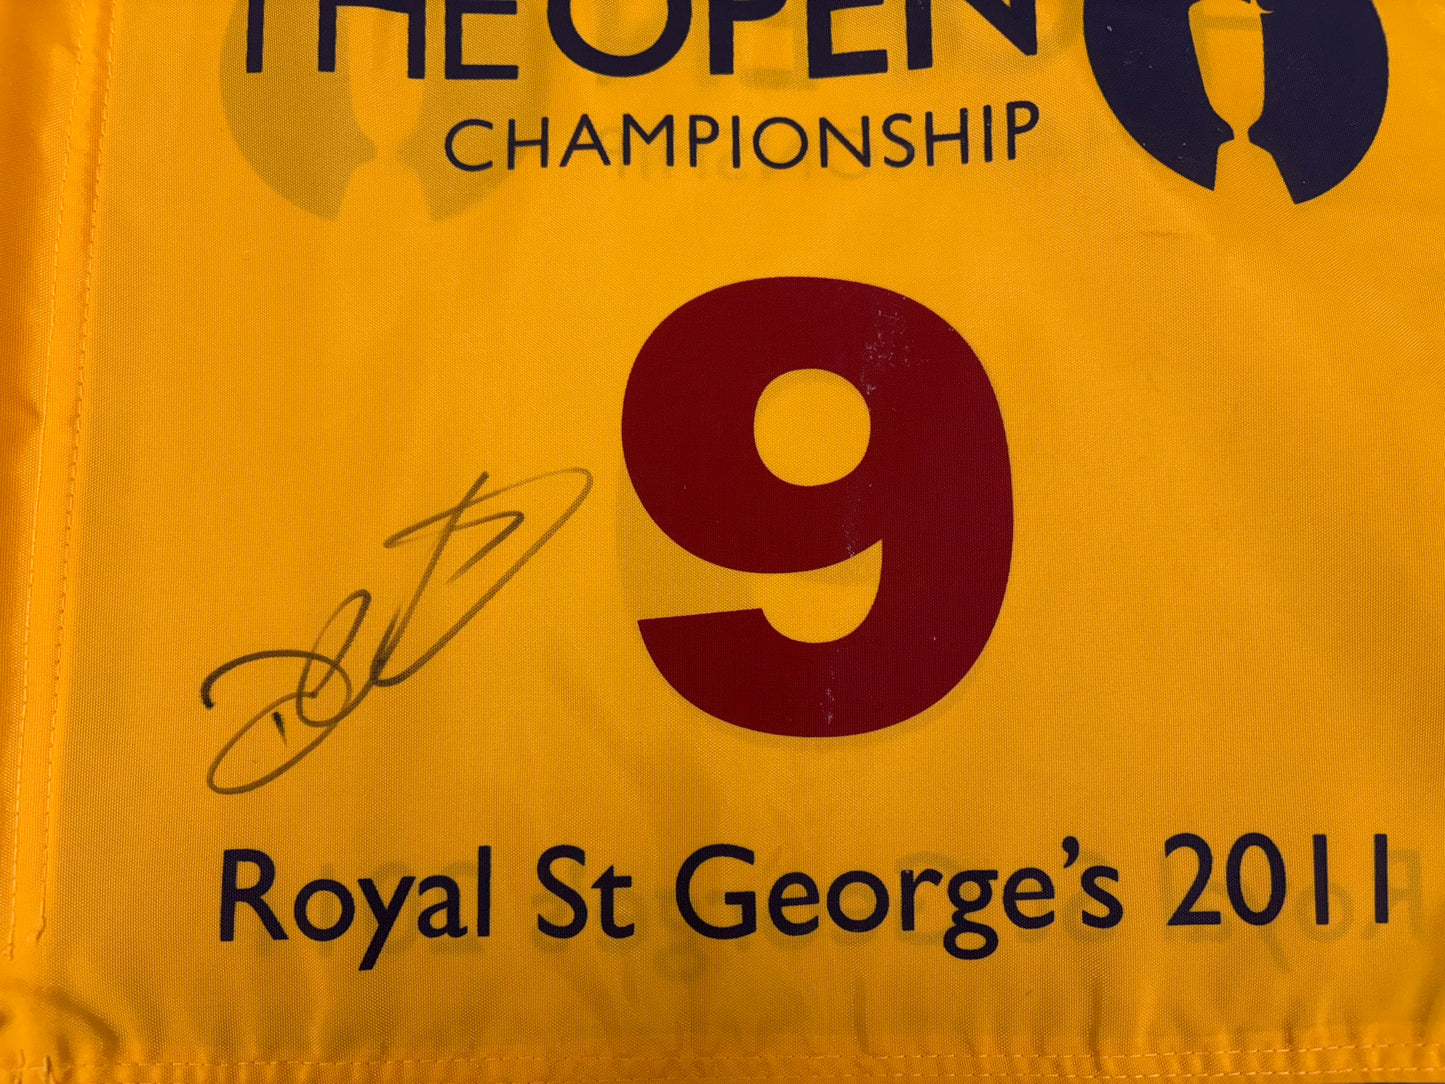 THE OPEN
CHAMPIONSHIP
9
Royal St George's 2011